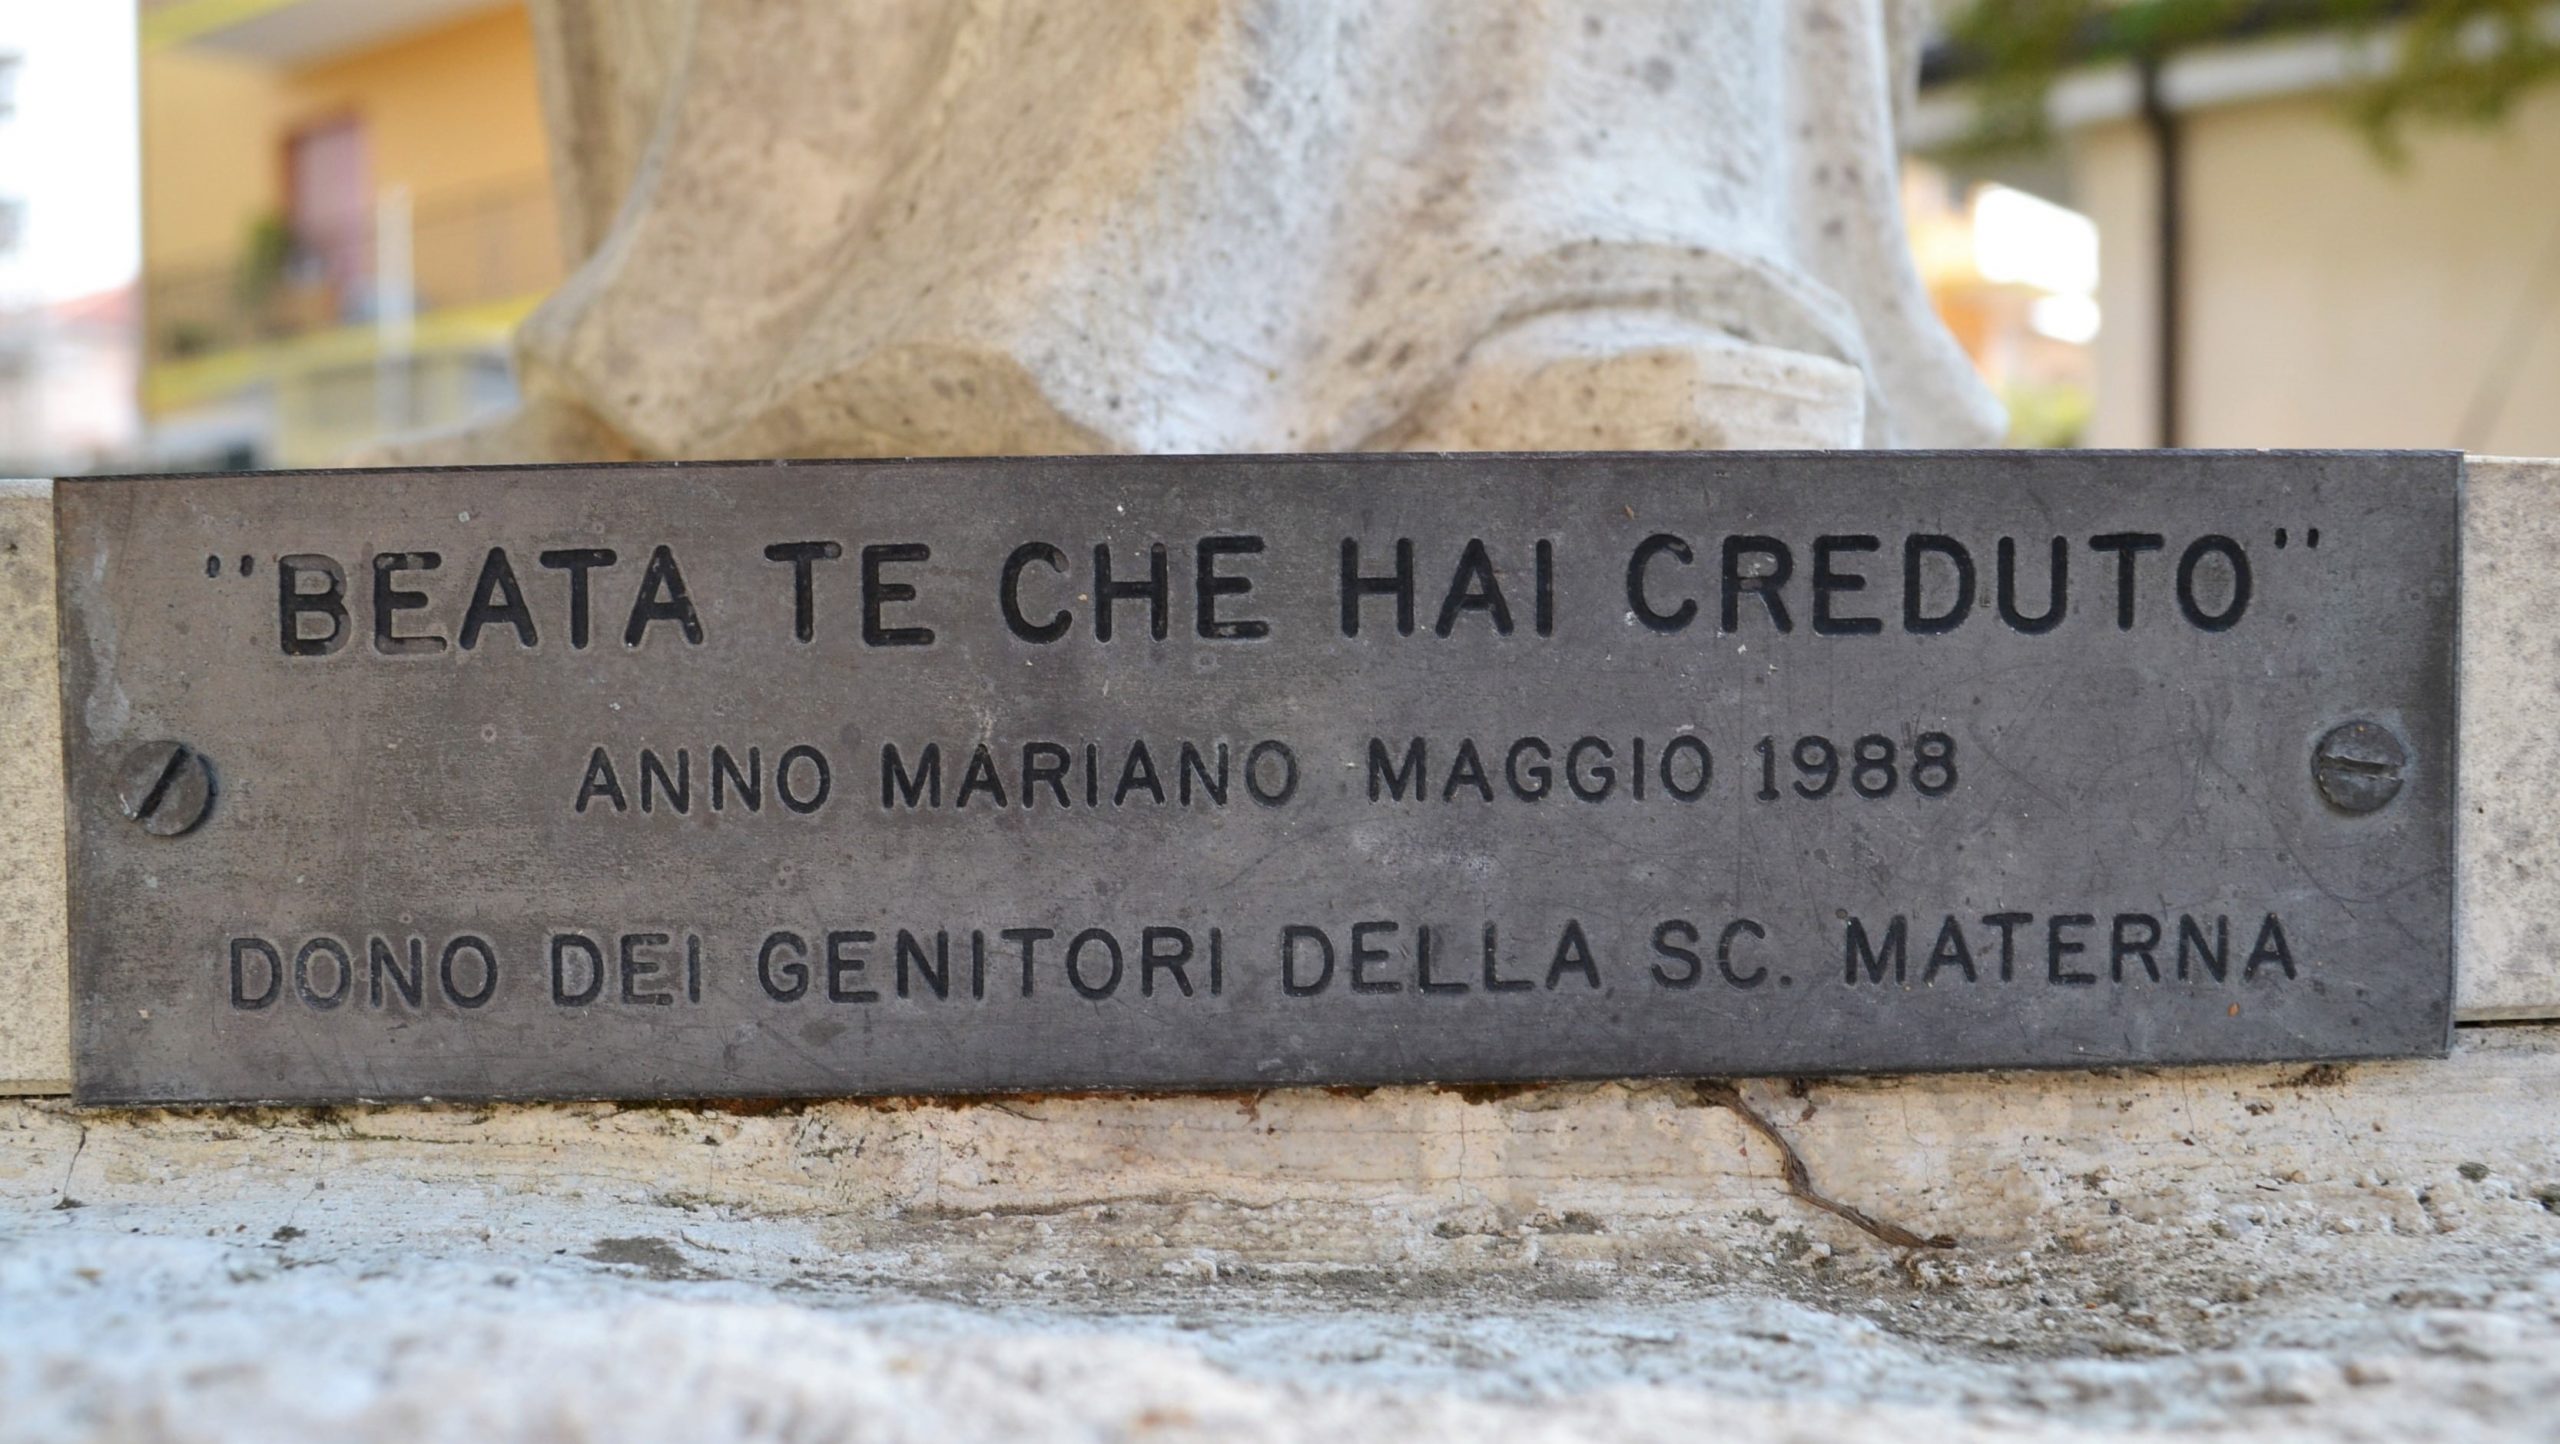 "BEATA TE CHE HAI CREDUTO"
ANNO MARIANO MAGGIO 1988
DONO DEI GENITORI DELLA SC. MATERNA